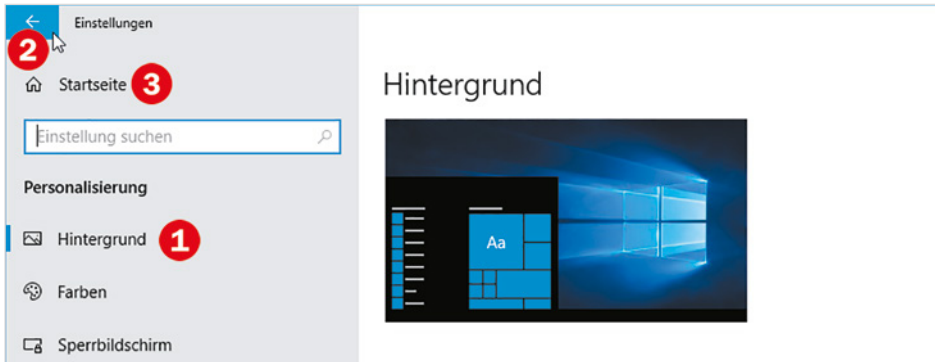 Einstellungen
2
Startseite 3
Einstellung suchen
Personalisierung
Hintergrund 1
Farben
Sperrbildschirm
Hintergrund
Aa